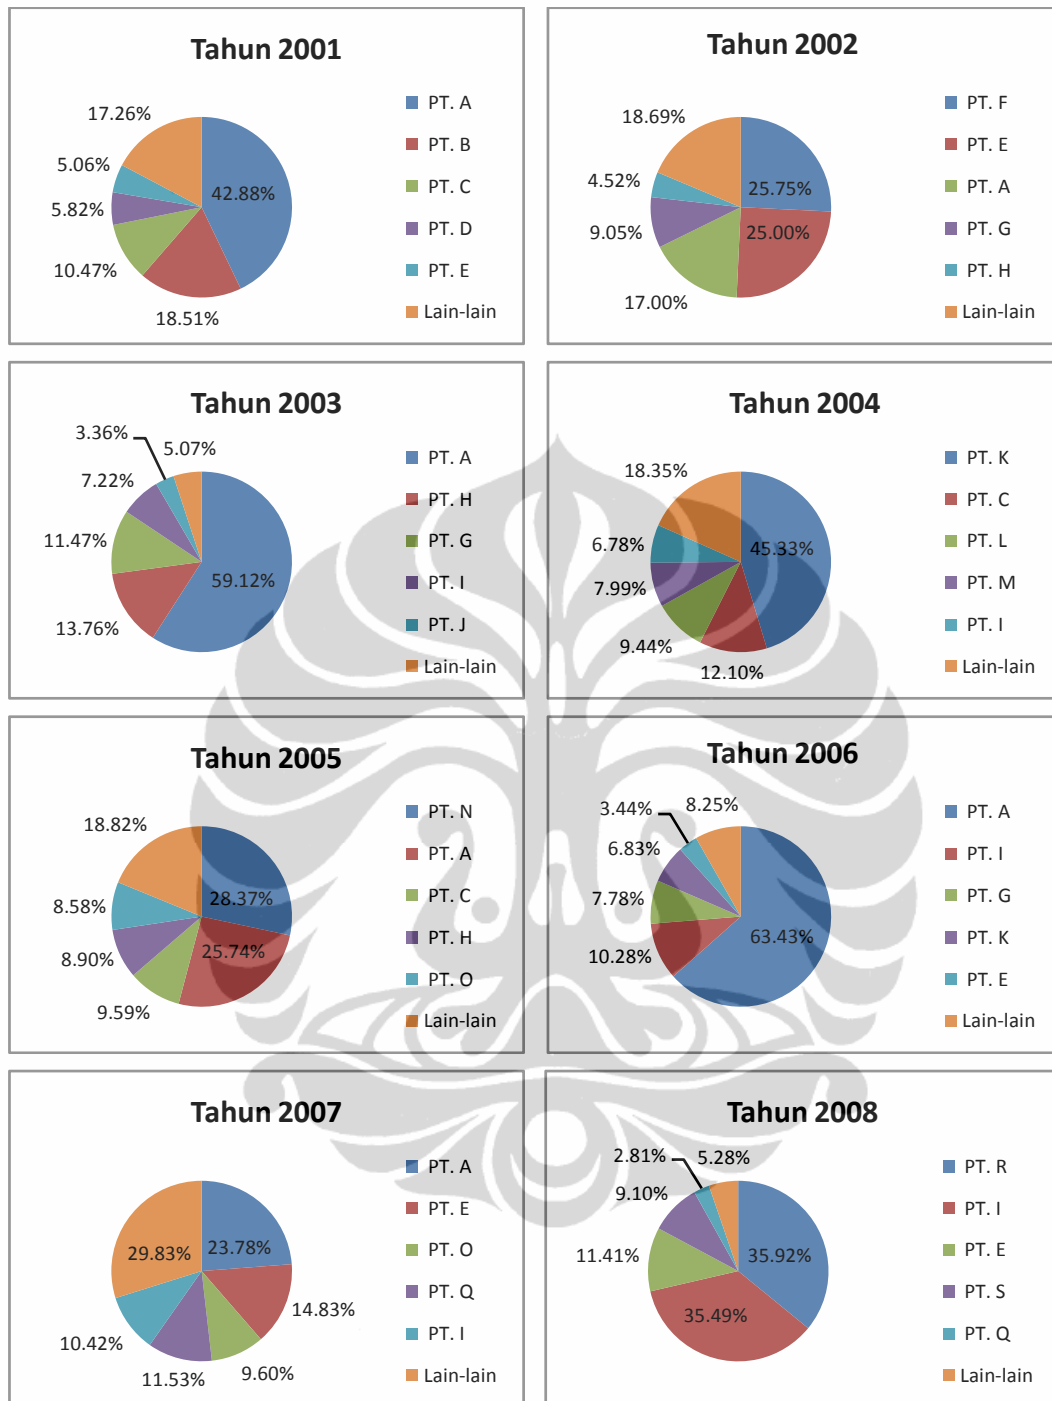 Tahun 2001
17.26%
5.06%
5.82%
10.47%
18.51%
42.88%
PT. A
PT. B
PT. C
PT. D
PT. E
Lain-lain
Tahun 2002
18.69%
4.52%
9.05%
17.00%
25.75%
25.00%
PT. F
PT. E
PT. A
PT. G
PT. H
Lain-lain
Tahun 2003
3.36%
5.07%
7.22%
11.47%
13.76%
59.12%
PT. A
PT. H
PT. G
PT. I
PT. J
Lain-lain
Tahun 2004
18.35%
6.78%
7.99%
9.44%
12.10%
45.33%
PT. K
PT. C
PT. L
PT. M
PT. I
Lain-lain
Tahun 2005
18.82%
8.58%
8.90%
9.59%
28.37%
25.74%
PT. N
PT. A
PT. C
PT. H
PT. O
Lain-lain
Tahun 2006
3.44%
8.25%
6.83%
7.78%
10.28%
63.43%
PT. A
PT. I
PT. G
PT. K
PT. E
Lain-lain
Tahun 2007
29.83%
23.78%
14.83%
10.42%
11.53%
9.60%
PT. A
PT. E
PT. O
PT. Q
PT. I
Lain-lain
Tahun 2008
2.81%
5.28%
9.10%
11.41%
35.92%
35.49%
PT. R
PT. I
PT. E
PT. S
PT. Q
Lain-lain